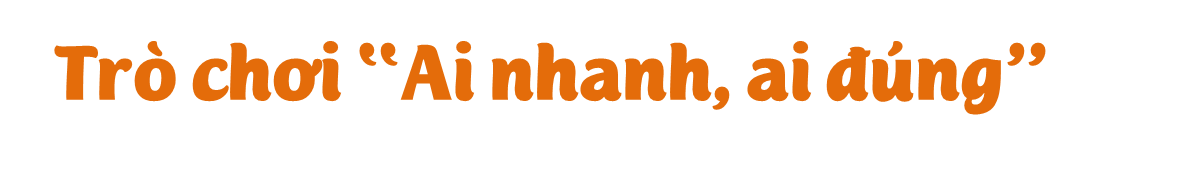 Trò chơi “Ai nhanh, ai đúng”